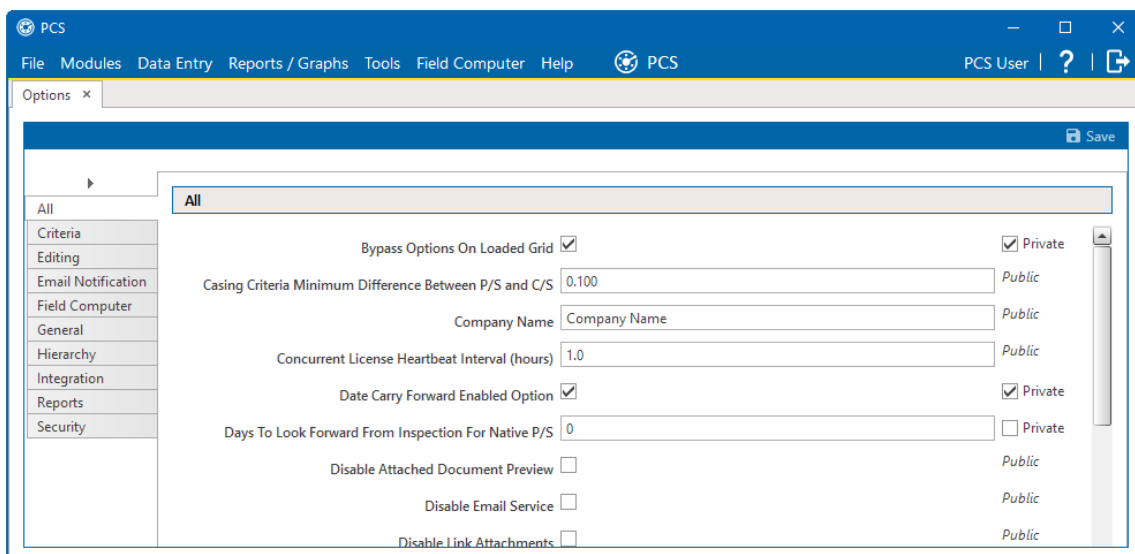 PCS
File Modules Data Entry Reports / Graphs Tools Field Computer Help PCS PCS User | ? |
Options ×
Save
All
Criteria
Editing
Email Notification
Field Computer
General
Hierarchy
Integration
Reports
Security
All
Bypass Options On Loaded Grid Private
Casing Criteria Minimum Difference Between P/S and C/S 0.100 Public
Company Name Company Name Public
Concurrent License Heartbeat Interval (hours) 1.0 Public
Date Carry Forward Enabled Option Private
Days To Look Forward From Inspection For Native P/S 0 Private
Disable Attached Document Preview Public
Disable Email Service Public
Disable Link Attachments Public